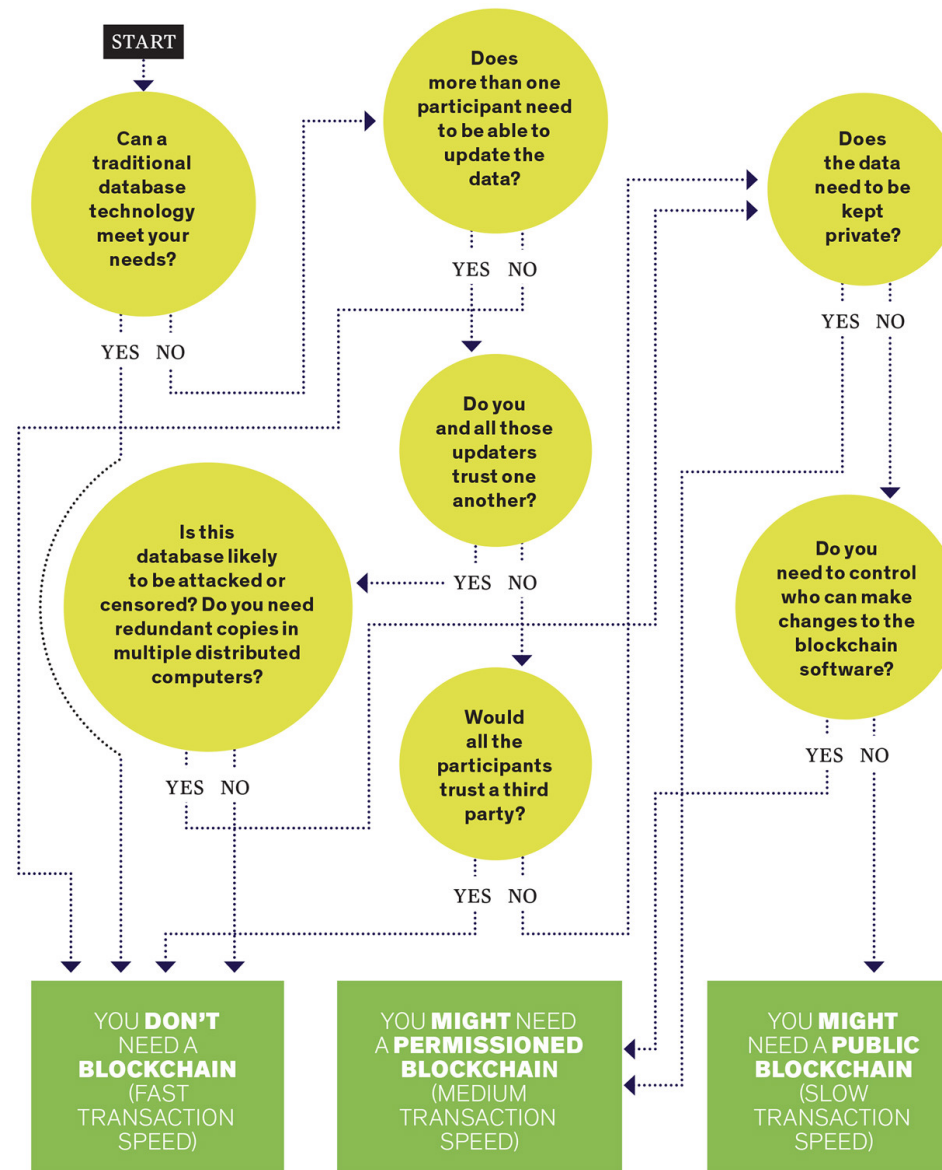 START
Can a
traditional
database
technology
meet your
needs?
YES NO
Does
more than one
participant need
to be able to
update the
data?
YES NO
Do you
and all those
updaters
trust one
another?
YES NO
Is this
database likely
to be attacked or
censored? Do you need
redundant copies in
multiple distributed
computers?
YES NO
Would
all the
participants
trust a third
party?
YES NO
Does
the data
need to be
kept
private?
YES NO
Do you
need to control
who can make
changes to the
blockchain
software?
YES NO
YOU DON'T
NEED A
BLOCKCHAIN
(FAST
TRANSACTION
SPEED)
YOU MIGHT NEED
A PERMISSIONED
BLOCKCHAIN
(MEDIUM
TRANSACTION
SPEED)
YOU MIGHT
NEED A PUBLIC
BLOCKCHAIN
(SLOW
TRANSACTION
SPEED)